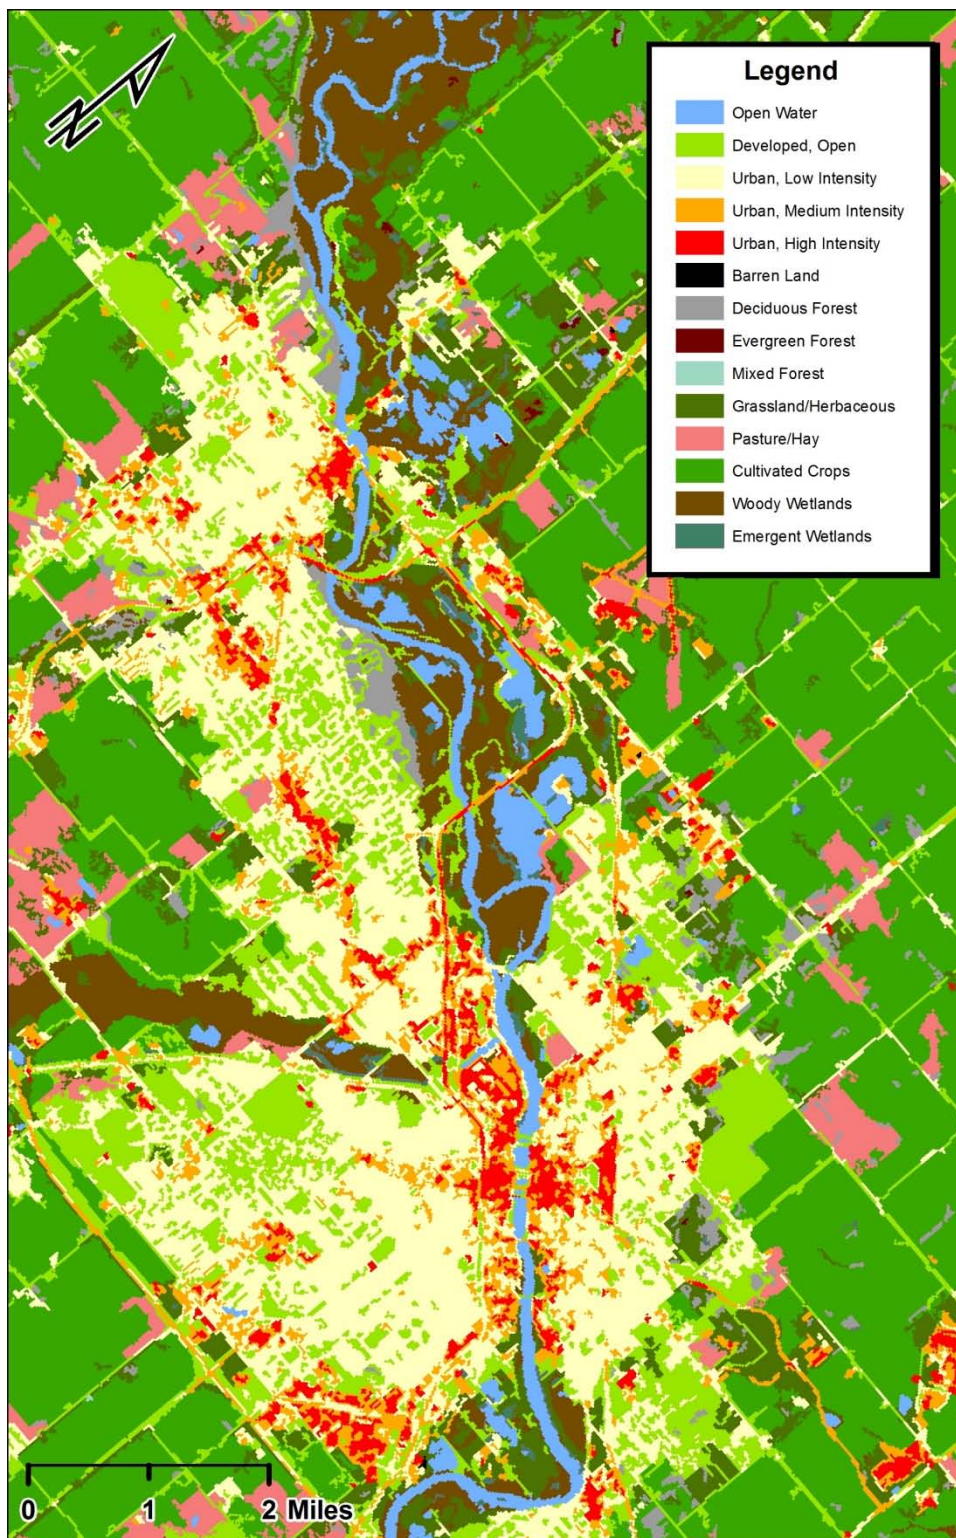 N
Legend
Open Water
Developed, Open
Urban, Low Intensity
Urban, Medium Intensity
Urban, High Intensity
Barren Land
Deciduous Forest
Evergreen Forest
Mixed Forest
Grassland/Herbaceous
Pasture/Hay
Cultivated Crops
Woody Wetlands
Emergent Wetlands
0 1 2 Miles